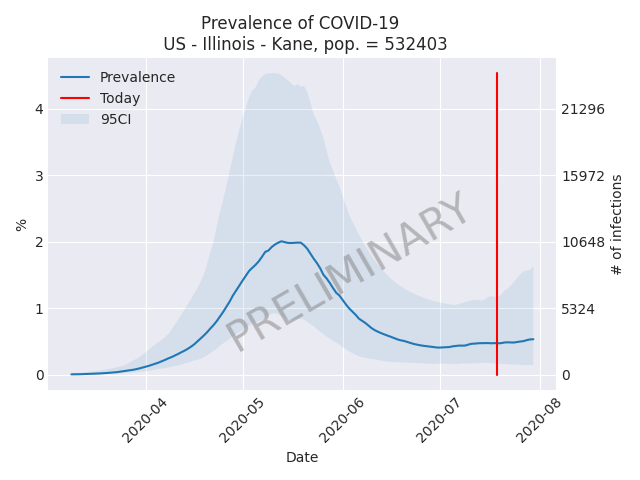 Prevalence of COVID-19
US - Illinois - Kane, pop. = 532403
Prevalence
Today
95CI
4
3
2
1
0
%
21296
15972
10648
5324
0
# of infections
PRELIMINARY
2020-04
2020-05
2020-06
2020-07
2020-08
Date